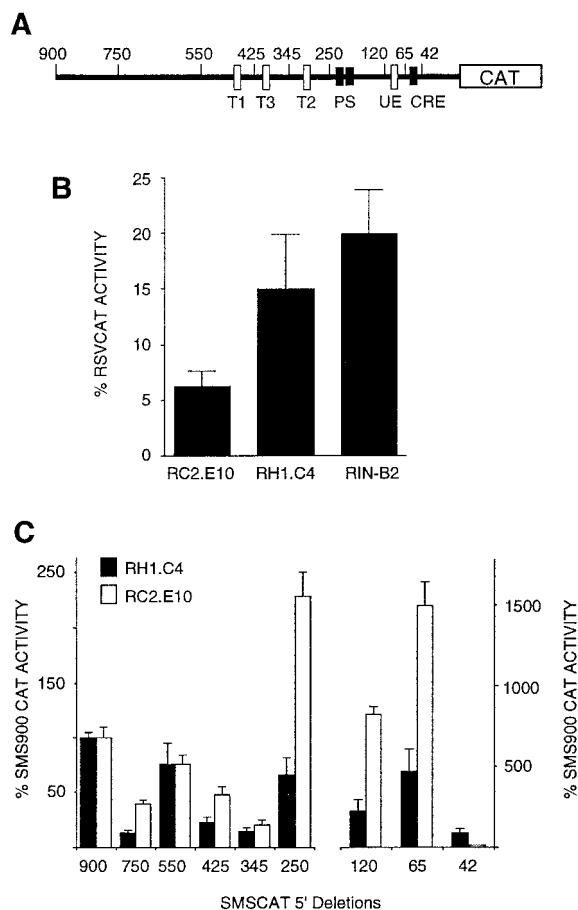 A
900 750 550 425 345 250 120 65 42
CAT
T1 T3 T2 PS UE CRE
B
% RSVCAT ACTIVITY
25
20
15
10
5
0
RC2.E10 RH1.C4 RIN-B2
C
RH1.C4
RC2.E10
% SMS900 CAT ACTIVITY
250
150
50
% SMS900 CAT ACTIVITY
1500
1000
500
900 750 550 425 345 250 120 65 42
SMSCAT 5' Deletions